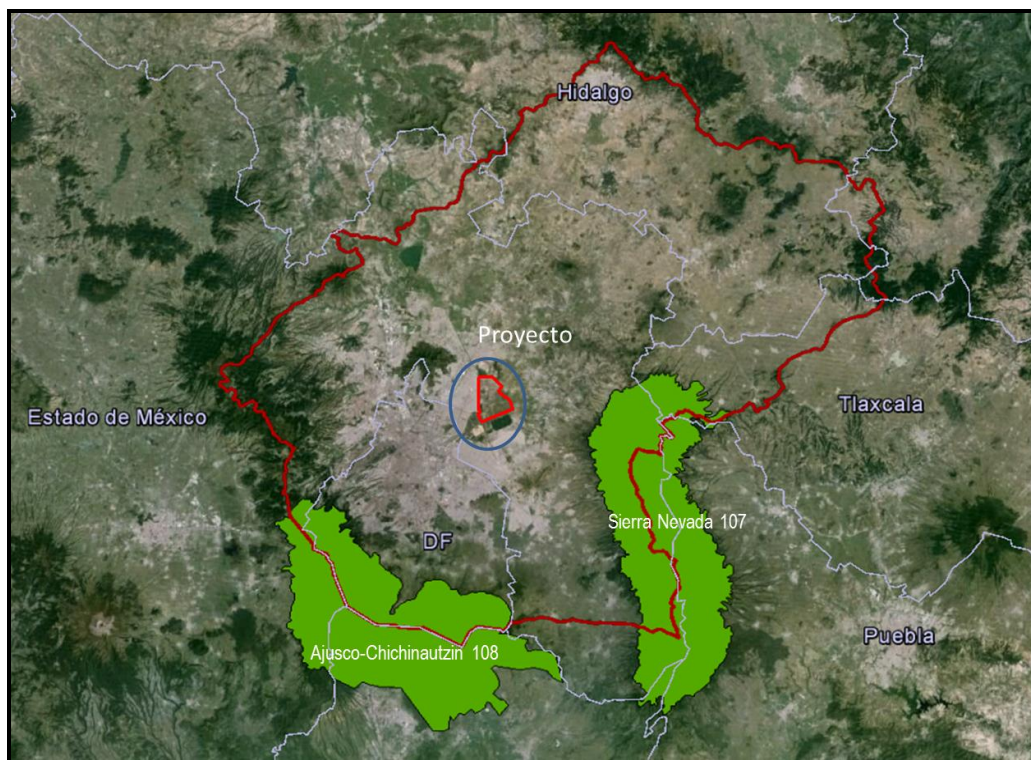 Hidalgo
Proyecto
Estado de México
Tlaxcala
Sierra Nevada 107
DF
Puebla
Ajusco-Chichinautzin 108